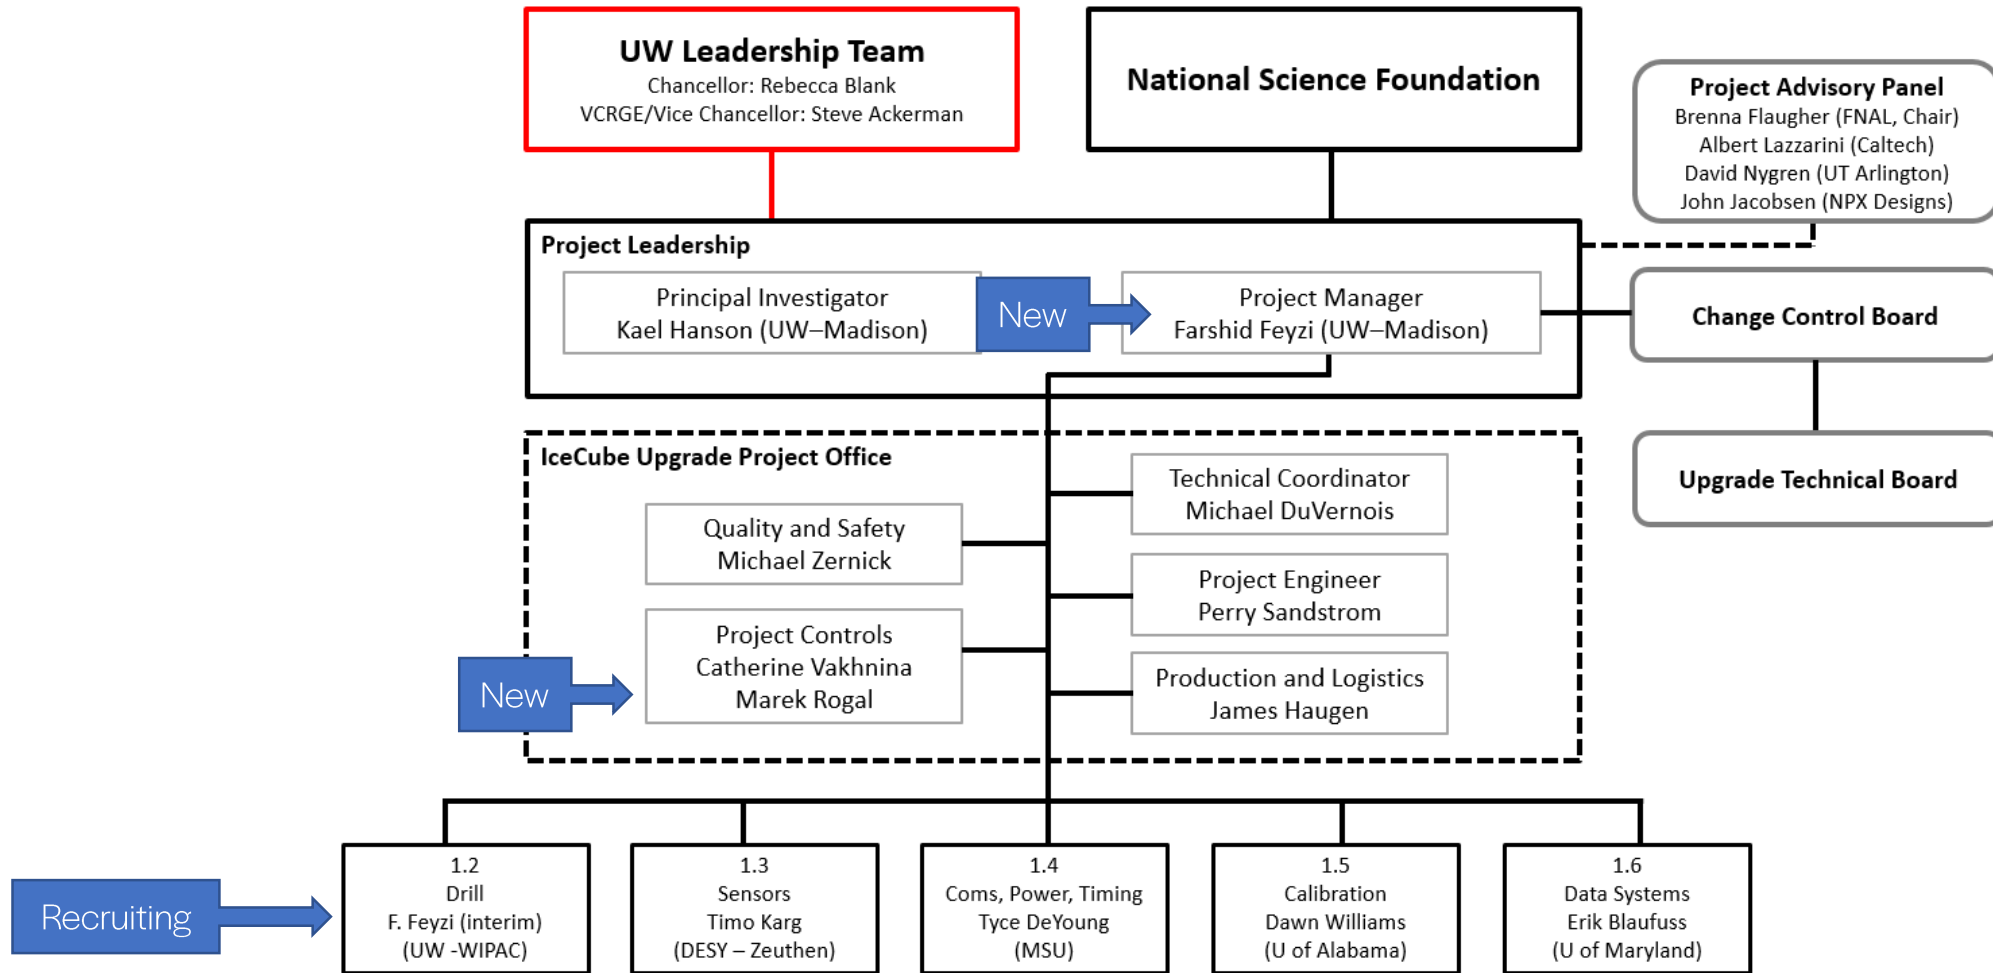 UW Leadership Team
Chancellor: Rebecca Blank
VCRGE/Vice Chancellor: Steve Ackerman
National Science Foundation
Project Advisory Panel
Brenna Flaugher (FNAL, Chair)
Albert Lazzarini (Caltech)
David Nygren (UT Arlington)
John Jacobsen (NPX Designs)
Project Leadership
Principal Investigator
Kael Hanson (UW–Madison)
New
Project Manager
Farshid Feyzi (UW–Madison)
Change Control Board
Upgrade Technical Board
IceCube Upgrade Project Office
Quality and Safety
Michael Zernick
Project Controls
Catherine Vakhnina
Marek Rogal
New
Technical Coordinator
Michael DuVernois
Project Engineer
Perry Sandstrom
Production and Logistics
James Haugen
Recruiting
1.2
Drill
F. Feyzi (interim)
(UW -WIPAC)
1.3
Sensors
Timo Karg
(DESY – Zeuthen)
1.4
Coms, Power, Timing
Tyce DeYoung
(MSU)
1.5
Calibration
Dawn Williams
(U of Alabama)
1.6
Data Systems
Erik Blaufuss
(U of Maryland)